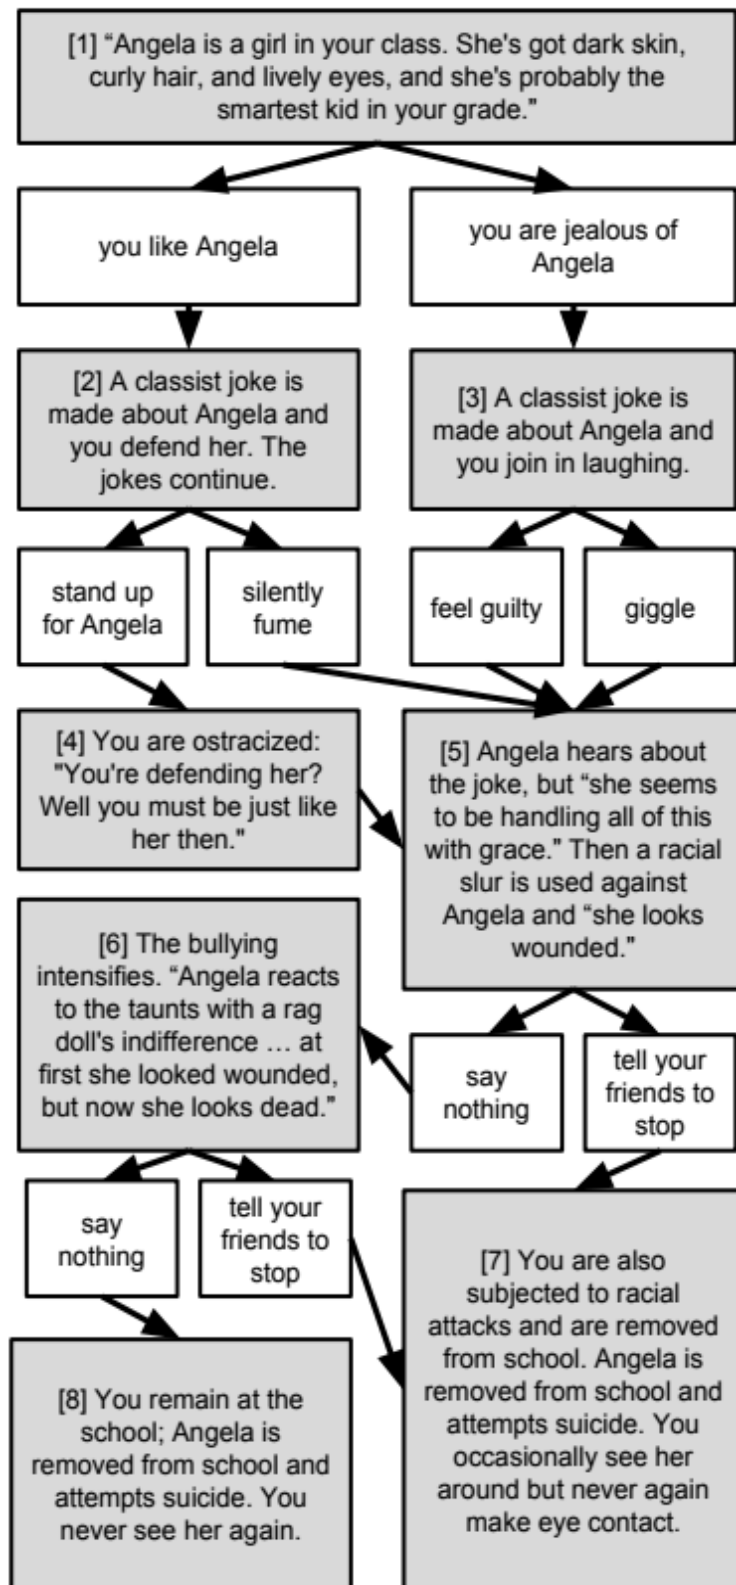 [1] “Angela is a girl in your class. She's got dark skin,
curly hair, and lively eyes, and she's probably the
smartest kid in your grade.”
you like Angela
you are jealous of
Angela
[2] A classist joke is
made about Angela and
you defend her. The
jokes continue.
[3] A classist joke is
made about Angela and
you join in laughing.
stand up
for Angela
silently
fume
feel guilty
giggle
[4] You are ostracized:
"You're defending her?
Well you must be just like
her then."
[5] Angela hears about
the joke, but “she seems
to be handling all of this
with grace.” Then a racial
slur is used against
Angela and “she looks
wounded."
[6] The bullying
intensifies. “Angela reacts
to the taunts with a rag
doll's indifference … at
first she looked wounded,
but now she looks dead.”
say
nothing
tell your
friends to
stop
say
nothing
tell your
friends to
stop
[7] You are also
subjected to racial
attacks and are removed
from school. Angela is
removed from school and
attempts suicide. You
occasionally see her
around but never again
make eye contact.
[8] You remain at the
school; Angela is
removed from school and
attempts suicide. You
never see her again.